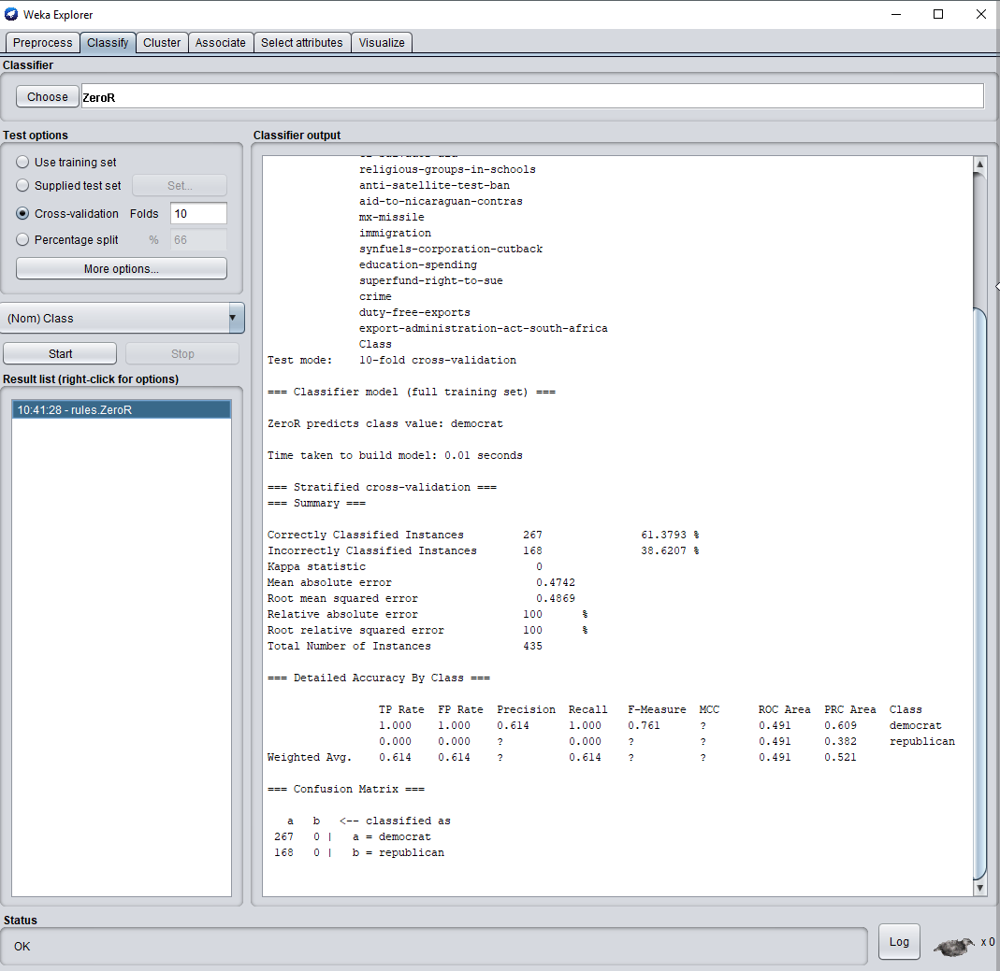 Weka Explorer
Preprocess Classify Cluster Associate Select attributes Visualize
Classifier
Choose ZeroR
Test options
Use training set
Supplied test set Set...
Cross-validation Folds 10
Percentage split % 66
More options...
(Nom) Class
Start Stop
Result list (right-click for options)
10:41:28 - rules.ZeroR
Classifier output
religious-groups-in-schools
anti-satellite-test-ban
aid-to-nicaraguan-contras
mx-missile
immigration
synfuels-corporation-cutback
education-spending
superfund-right-to-sue
crime
duty-free-exports
export-administration-act-south-africa
Class
Test mode: 10-fold cross-validation
=== Classifier model (full training set) ===
ZeroR predicts class value: democrat
Time taken to build model: 0.01 seconds
=== Stratified cross-validation ===
=== Summary ===
Correctly Classified Instances 267 61.3793 %
Incorrectly Classified Instances 168 38.6207 %
Kappa statistic 0
Mean absolute error 0.4742
Root mean squared error 0.4869
Relative absolute error 100 %
Root relative squared error 100 %
Total Number of Instances 435
=== Detailed Accuracy By Class ===
TP Rate FP Rate Precision Recall F-Measure MCC ROC Area PRC Area Class
1.000 1.000 0.614 1.000 0.761 ? 0.491 0.609 democrat
0.000 0.000 ? 0.000 ? ? 0.491 0.382 republican
Weighted Avg. 0.614 0.614 ? 0.614 ? ? 0.491 0.521
=== Confusion Matrix ===
a b <-- classified as
267 0 | a = democrat
168 0 | b = republican
Status
OK
Log
x 0